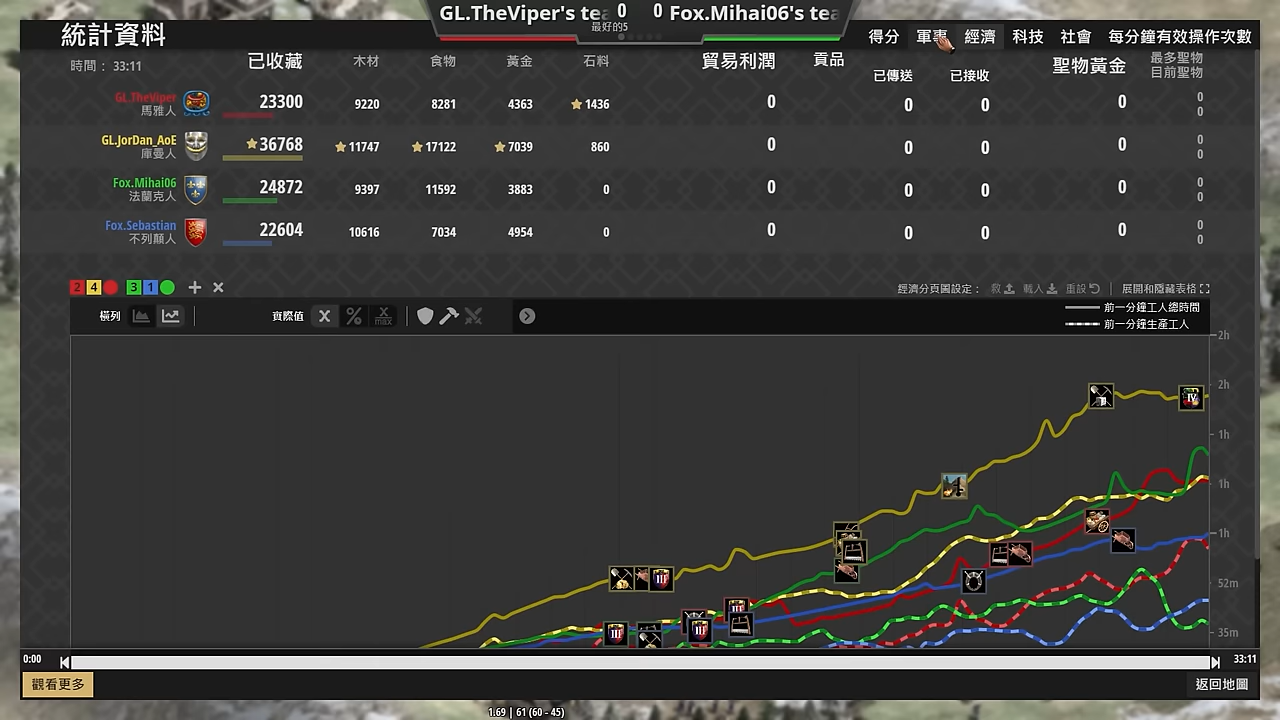 GL.TheViper's tea 0 0 Fox.Mihai06's tea
最好的5
統計資料
得分 軍事 經濟 科技 社會 每分鐘有效操作次數
時間： 33:11
已收藏 木材 食物 黃金 石料 貿易利潤 貢品 已傳送 已接收 聖物黃金 最多聖物
目前聖物
GL.TheViper
馬雅人
23300 9220 8281 4363 1436 0 0 0 0 0
0
GL.JorDan_AoE
庫曼人
36768 11747 17122 7039 860 0 0 0 0 0
0
Fox.Mihai06
法蘭克人
24872 9397 11592 3883 0 0 0 0 0 0
0
Fox.Sebastian
不列顛人
22604 10616 7034 4954 0 0 0 0 0 0
0
2 4 3 1
經濟分頁圖設定： 載入 重設 | 展開和隱藏表格
橫列 實際值 X % X max
前一分鐘工人總時間
前一分鐘生產工人
2h
2h
1h
1h
1h
52m
35m
IV
III
III
III
III
0:00 33:11
觀看更多 返回地圖
1.69 | 61 (60 - 45)